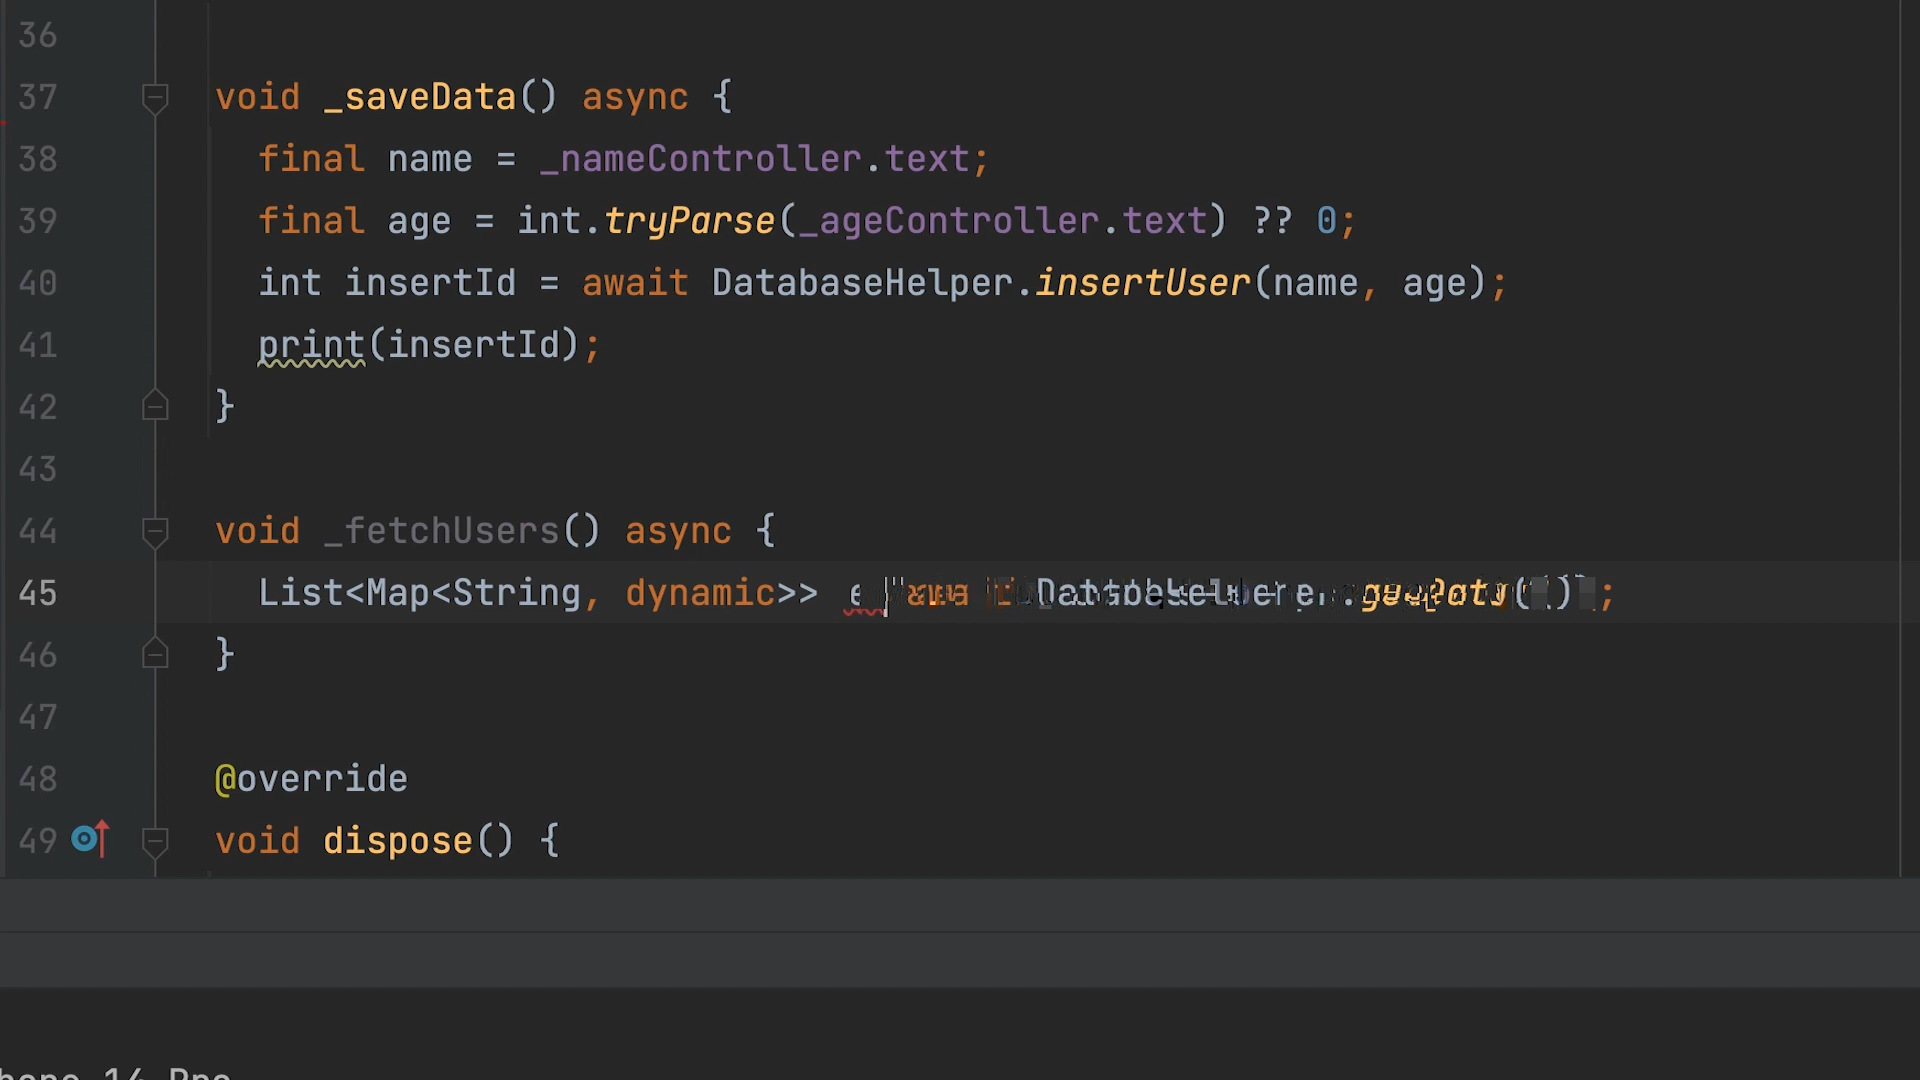 36
37 void _saveData() async {
38 final name = _nameController.text;
39 final age = int.tryParse(_ageController.text) ?? 0;
40 int insertId = await DatabaseHelper.insertUser(name, age);
41 print(insertId);
42 }
43
44 void _fetchUsers() async {
45 List<Map<String, dynamic>>
46 }
47
48 @override
49 void dispose() {
14 Pro